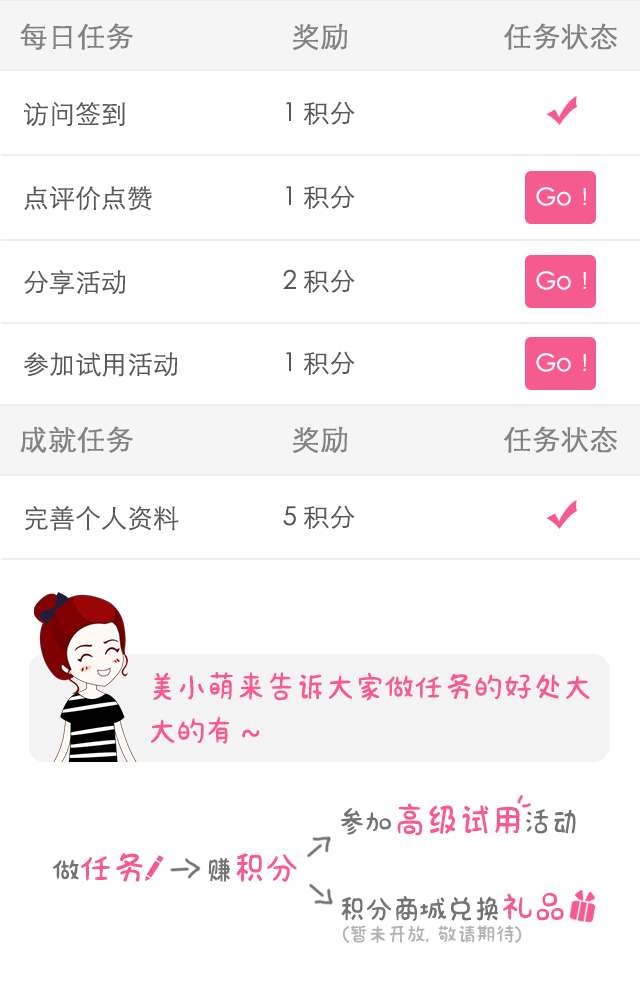 每日任务 奖励 任务状态
访问签到 1 积分
点评价点赞 1 积分 Go !
分享活动 2 积分 Go !
参加试用活动 1 积分 Go !
成就任务 奖励 任务状态
完善个人资料 5 积分
美小萌来告诉大家做任务的好处大
大的有 ~
参加高级试用活动
做任务 赚积分
积分商城兑换礼品
(暂未开放, 敬请期待)